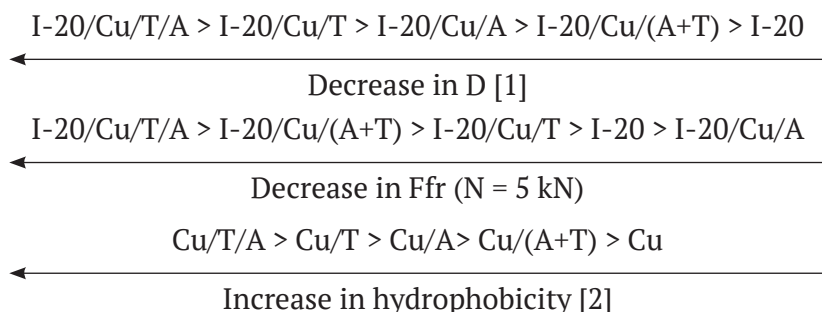 I-20/Cu/T/A > I-20/Cu/T > I-20/Cu/A > I-20/Cu/(A+T) > I-20
Decrease in D [1]
I-20/Cu/T/A > I-20/Cu/(A+T) > I-20/Cu/T > I-20 > I-20/Cu/A
Decrease in Ffr (N = 5 kN)
Cu/T/A > Cu/T > Cu/A> Cu/(A+T) > Cu
Increase in hydrophobicity [2]